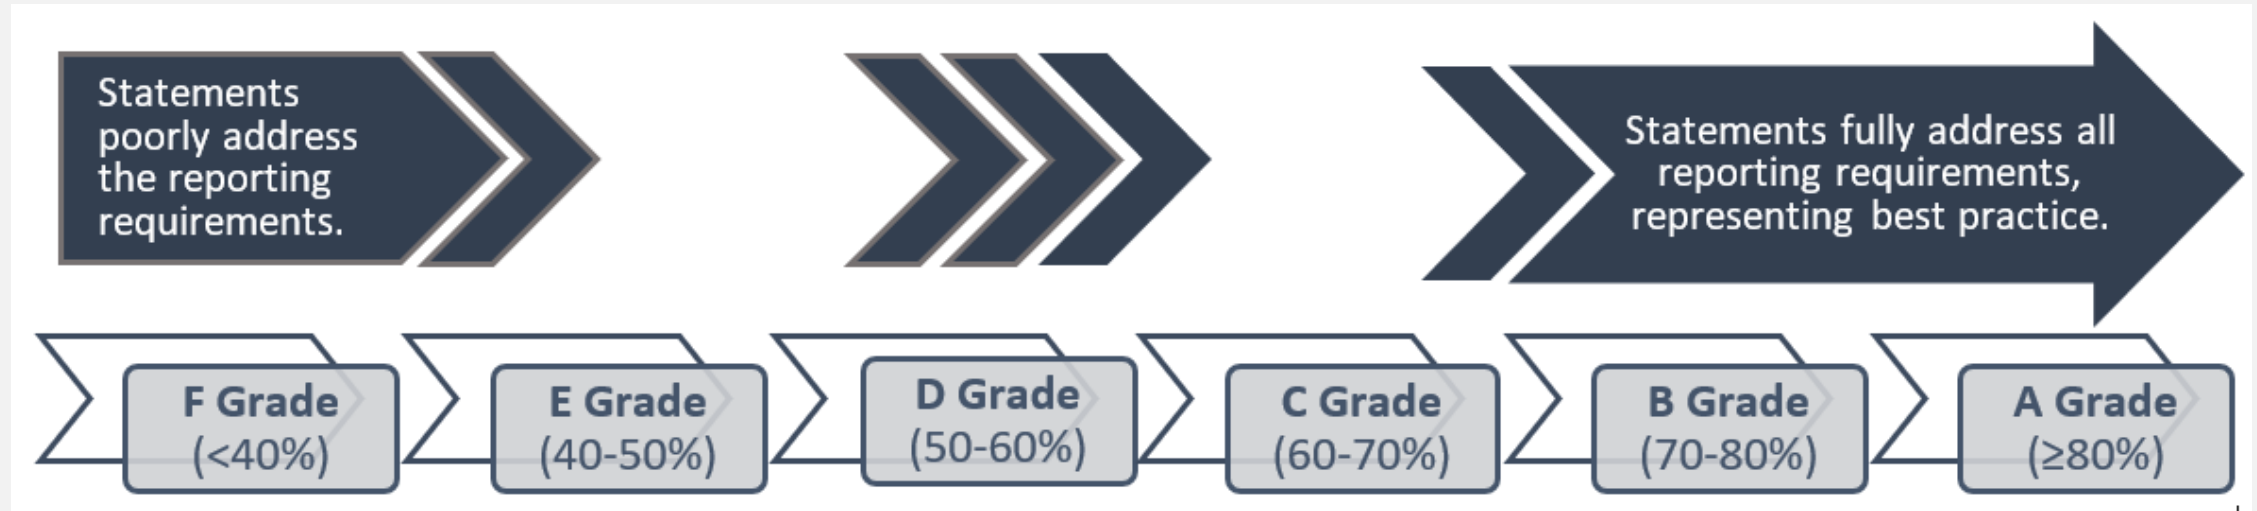 Statements
poorly address
the reporting
requirements.
Statements fully address all
reporting requirements,
representing best practice.
F Grade
(<40%)
E Grade
(40-50%)
D Grade
(50-60%)
C Grade
(60-70%)
B Grade
(70-80%)
A Grade
(≥80%)